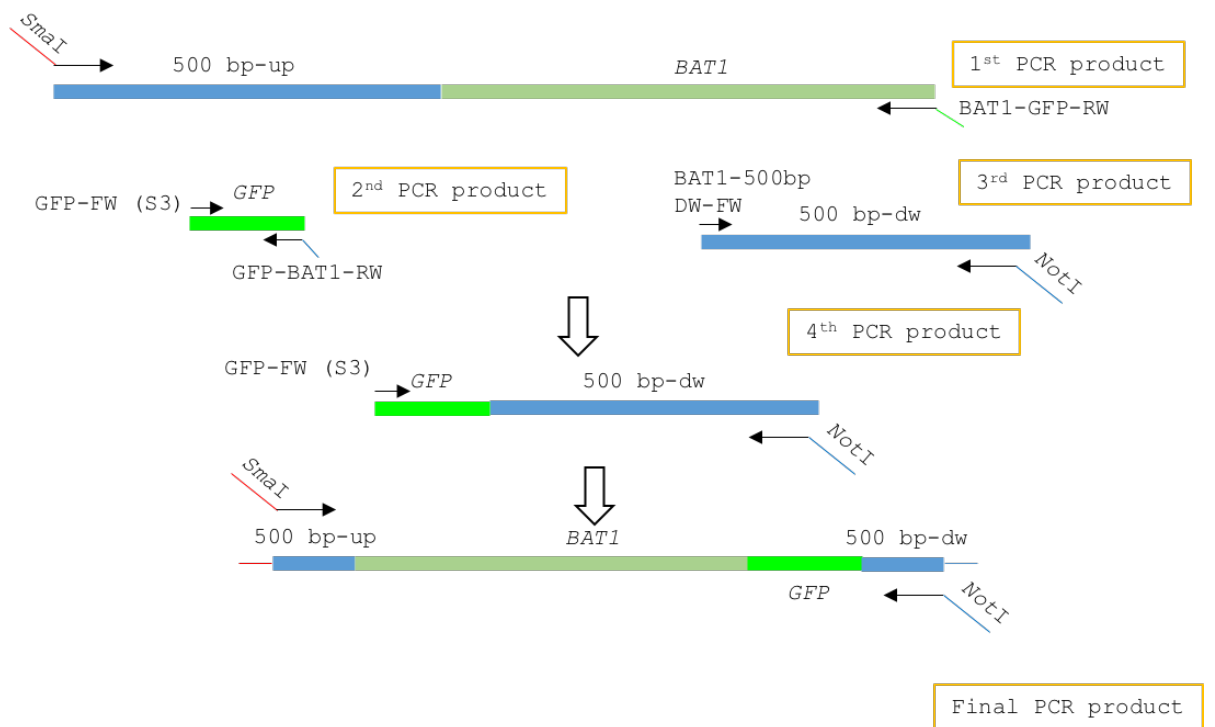 SmaI
500 bp-up
BAT1
1st PCR product
BAT1-GFP-RW
GFP-FW (S3)
GFP
2nd PCR product
GFP-BAT1-RW
BAT1-500bp
DW-FW
500 bp-dw
3rd PCR product
NotI
4th PCR product
GFP-FW (S3)
GFP
500 bp-dw
NotI
SmaI
500 bp-up
BAT1
500 bp-dw
GFP
NotI
Final PCR product